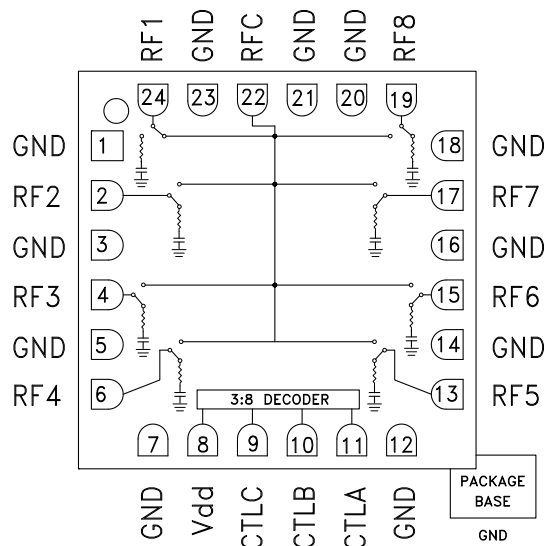 RF1 GND RFC GND GND RF8
24 23 22 21 20 19
GND 1 18 GND
RF2 2 17 RF7
GND 3 16 GND
RF3 4 15 RF6
GND 5 14 GND
RF4 6 13 RF5
3:8 DECODER
7 8 9 10 11 12
GND Vdd CTLC CTLB CTLA GND
PACKAGE
BASE
GND